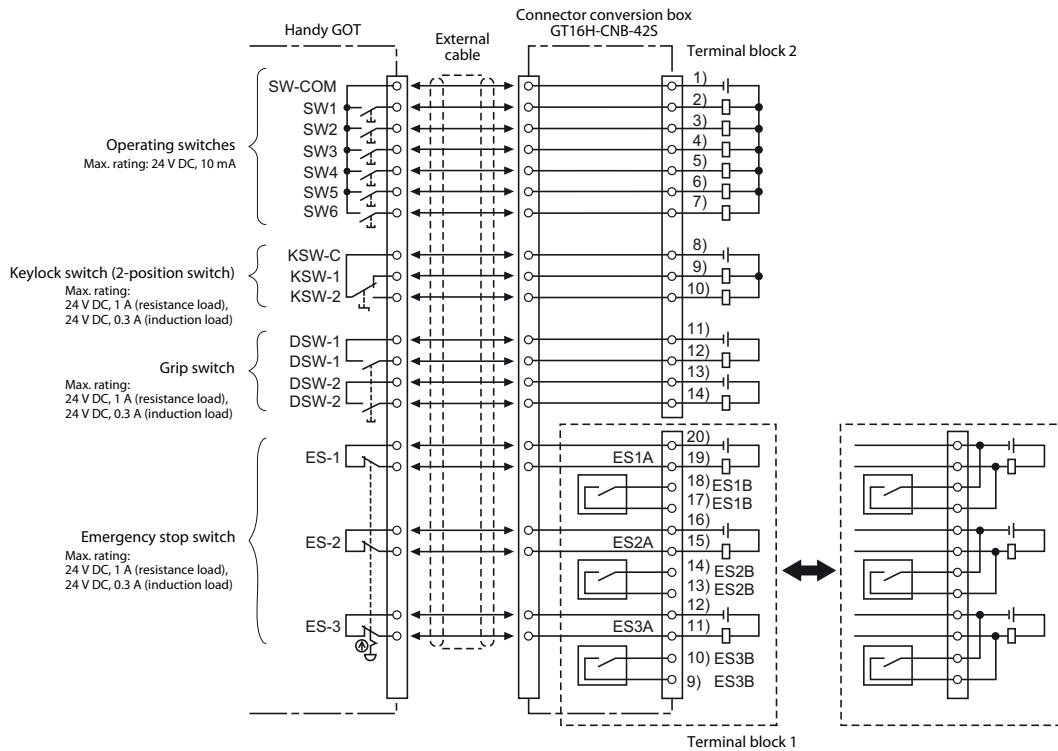 Handy GOT
External
cable
Connector conversion box
GT16H-CNB-42S
Terminal block 2
Operating switches
Max. rating: 24 V DC, 10 mA
SW-COM
SW1
SW2
SW3
SW4
SW5
SW6
1)
2)
3)
4)
5)
6)
7)
Keylock switch (2-position switch)
Max. rating:
24 V DC, 1 A (resistance load),
24 V DC, 0.3 A (induction load)
KSW-C
KSW-1
KSW-2
8)
9)
10)
Grip switch
Max. rating:
24 V DC, 1 A (resistance load),
24 V DC, 0.3 A (induction load)
DSW-1
DSW-1
DSW-2
DSW-2
11)
12)
13)
14)
Emergency stop switch
Max. rating:
24 V DC, 1 A (resistance load),
24 V DC, 0.3 A (induction load)
ES-1
ES-2
ES-3
20)
ES1A 19)
18) ES1B
17) ES1B
16)
ES2A 15)
14) ES2B
13) ES2B
12)
ES3A 11)
10) ES3B
9) ES3B
Terminal block 1